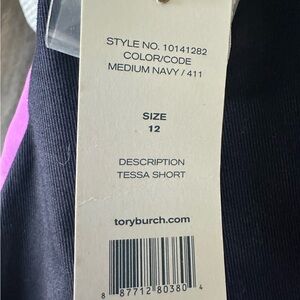 STYLE NO. 10141282
COLOR/CODE
MEDIUM NAVY / 411
SIZE
12
DESCRIPTION
TESSA SHORT
toryburch.com
8 87712 80380 4